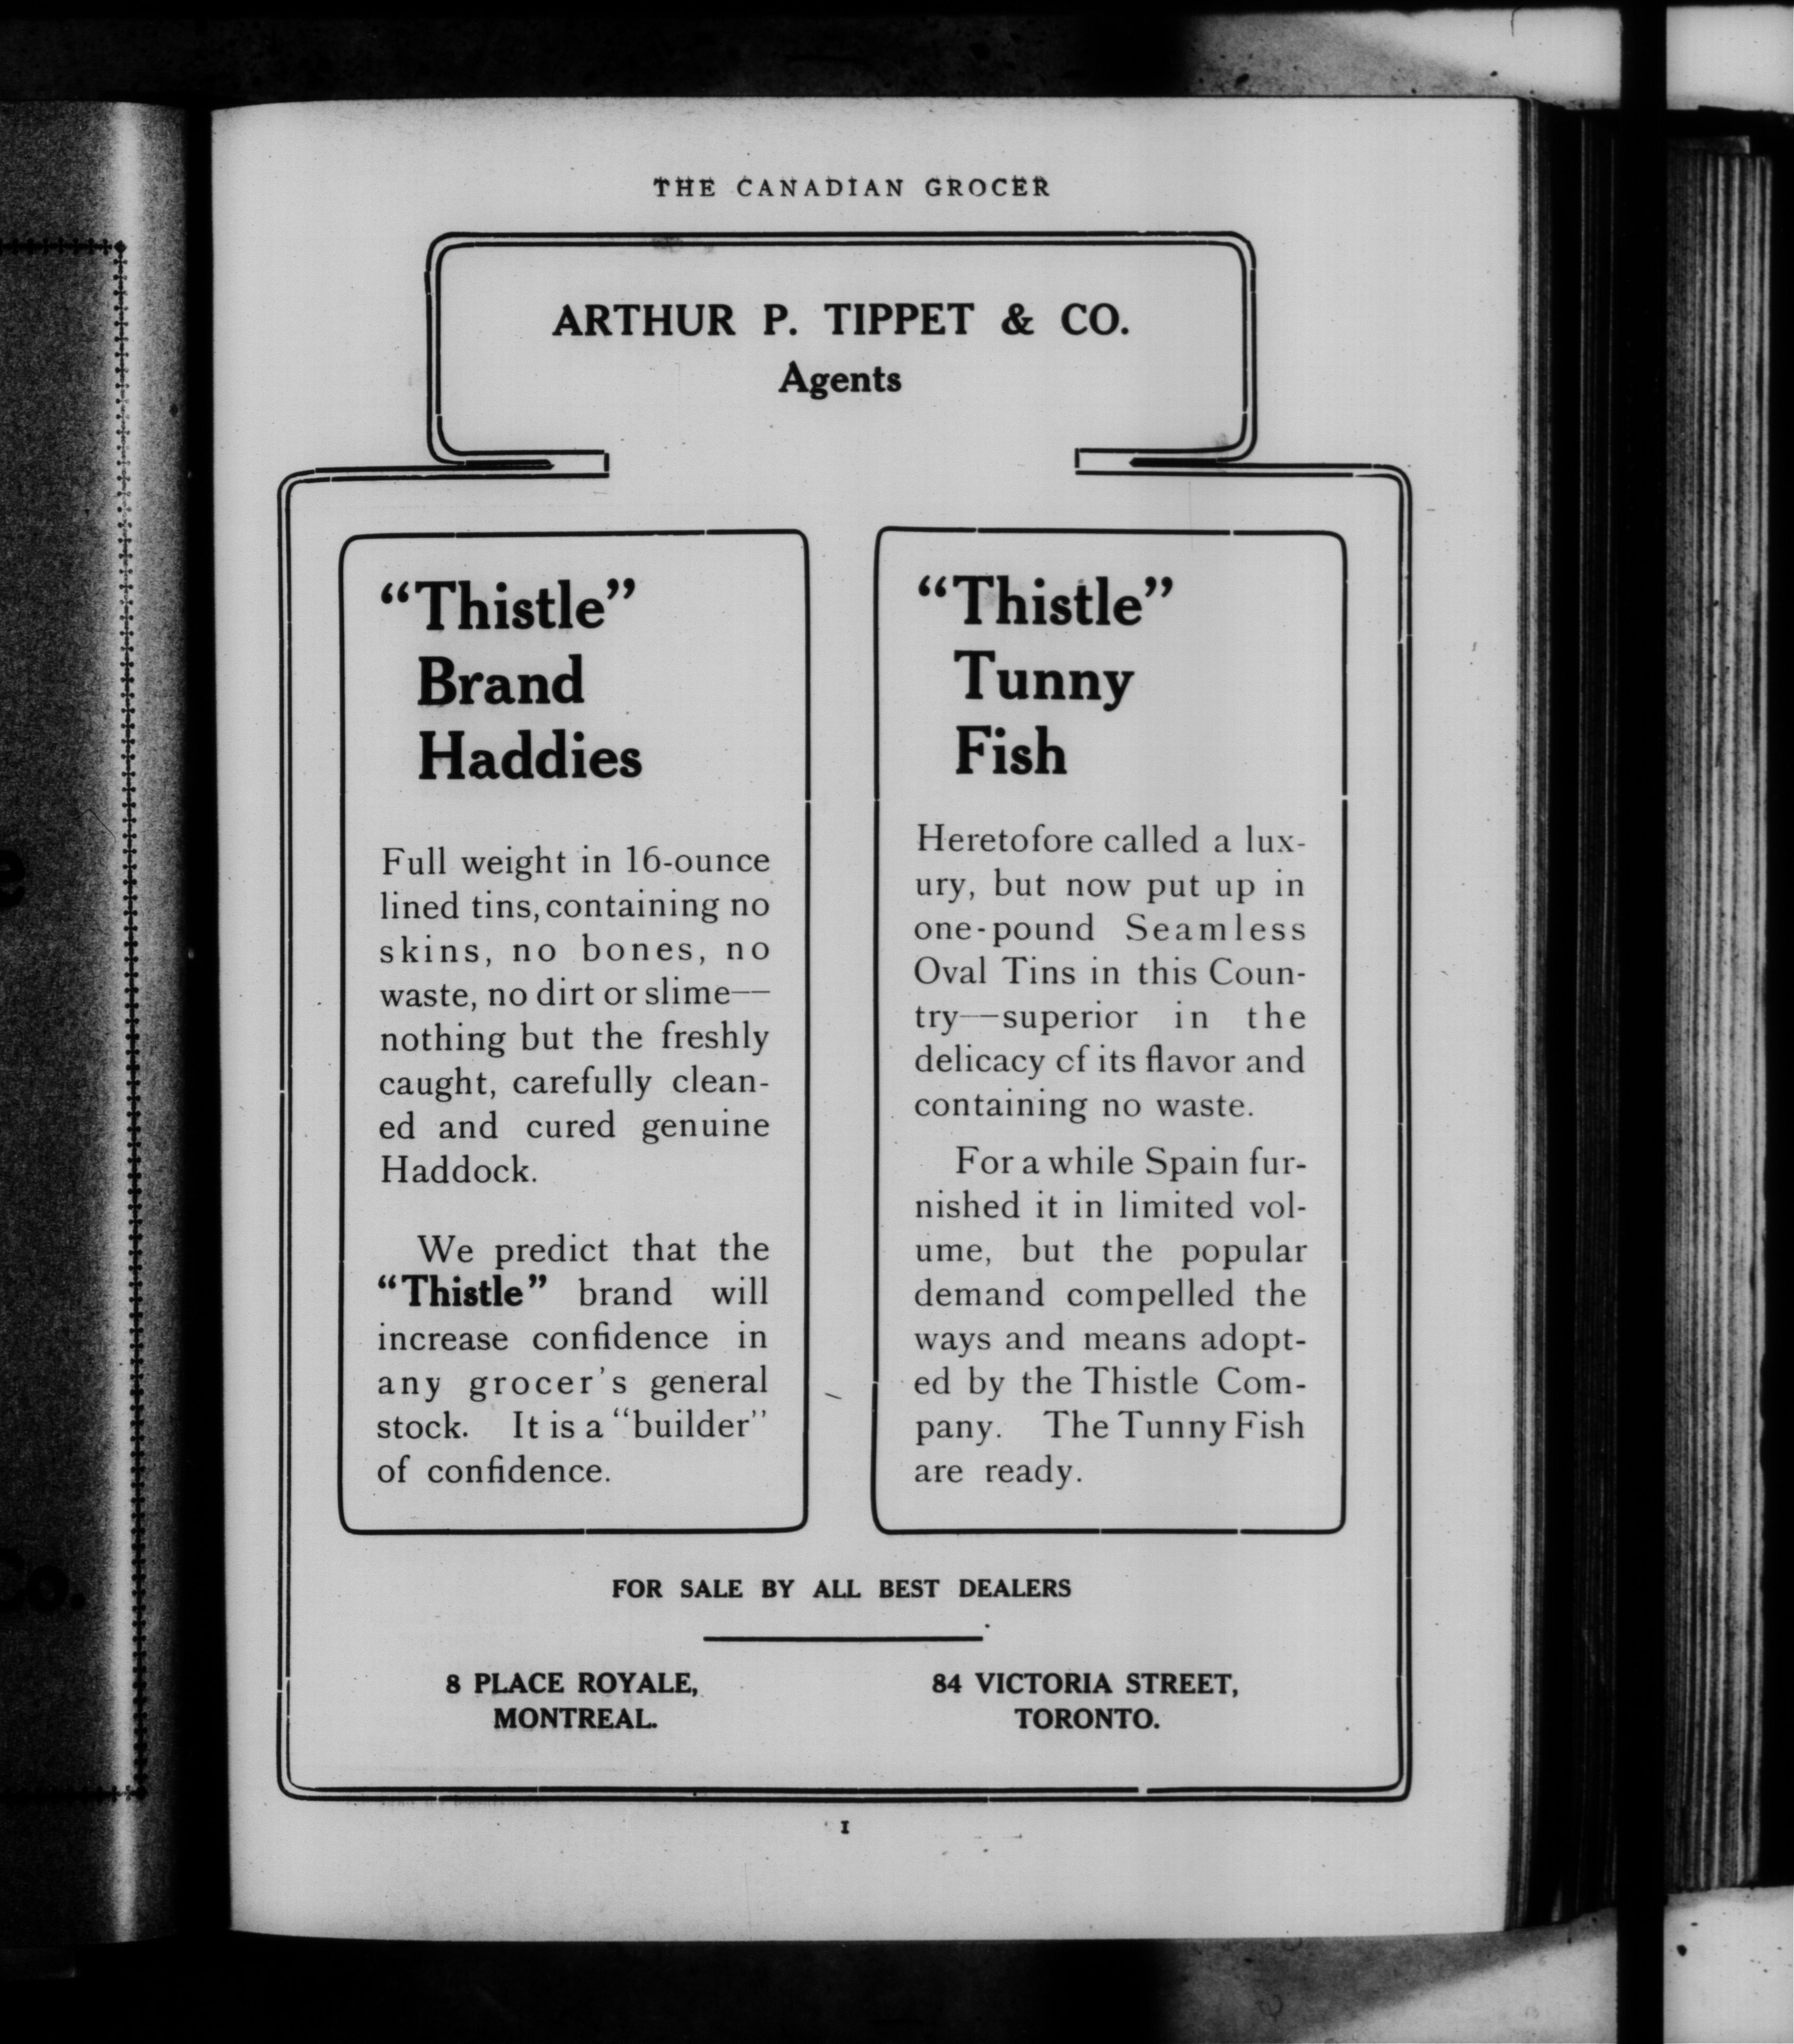 THE CANADIAN GROCER
ARTHUR P. TIPPET & CO.
Agents
“Thistle”
Brand
Haddies
Full weight in 16-ounce
lined tins, containing no
skins, no bones, no
waste, no dirt or slime—
nothing but the freshly
caught, carefully clean-
ed and cured genuine
Haddock.
We predict that the
“Thistle” brand will
increase confidence in
any grocer's general
stock. It is a “builder”
of confidence.
“Thistle”
Tunny
Fish
Heretofore called a lux-
ury, but now put up in
one-pound Seamless
Oval Tins in this Coun-
try—superior in the
delicacy cf its flavor and
containing no waste.
For a while Spain fur-
nished it in limited vol-
ume, but the popular
demand compelled the
ways and means adopt-
ed by the Thistle Com-
pany. The Tunny Fish
are ready.
FOR SALE BY ALL BEST DEALERS
8 PLACE ROYALE,
MONTREAL.
84 VICTORIA STREET,
TORONTO.
I
Co.